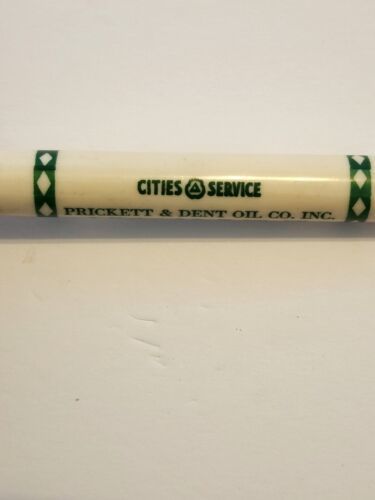 CITIES SERVICE
PRICKETT & DENT OIL CO. INC.